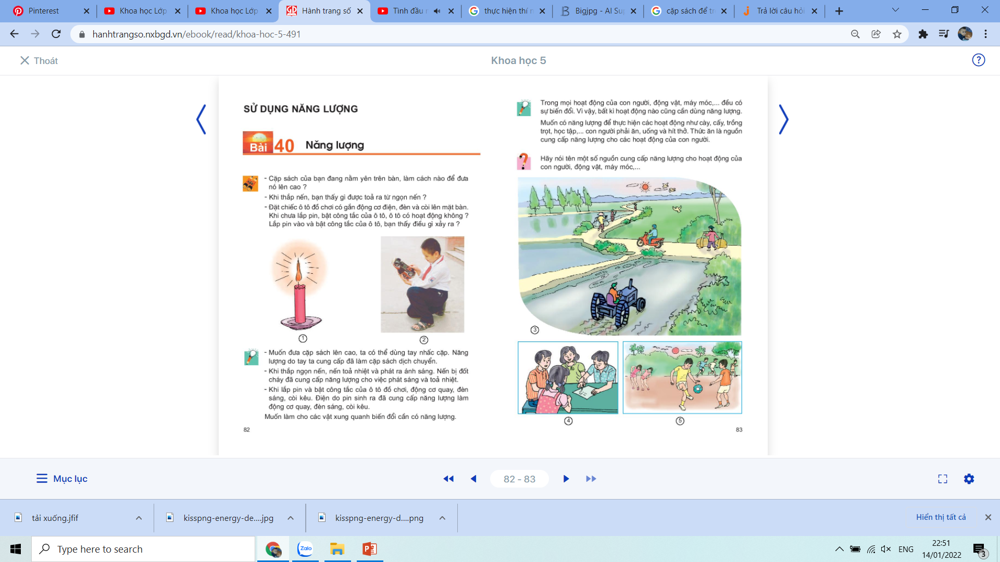 Pinterest
Khoa học Lớp
Khoa học Lớp
Hành trang số
Tình đầu
thực hiện thí n
Bigjpg - AI Su
cặp sách để tr
Trả lời câu hỏi
hanhtrangso.nxbgd.vn/ebook/read/khoa-hoc-5-491
Thoát
Khoa học 5
SỬ DỤNG NĂNG LƯỢNG
Bài 40 Năng lượng
- Cặp sách của bạn đang nằm yên trên bàn, làm cách nào để đưa
nó lên cao ?
- Khi thắp nến, bạn thấy gì được toả ra từ ngọn nến ?
- Đặt chiếc ô tô đồ chơi có gắn động cơ điện, đèn và còi lên mặt bàn.
Khi chưa lắp pin, bật công tắc của ô tô, ô tô có hoạt động không ?
Lắp pin vào và bật công tắc của ô tô, bạn thấy điều gì xảy ra ?
1
2
- Muốn đưa cặp sách lên cao, ta có thể dùng tay nhấc cặp. Năng
lượng do tay ta cung cấp đã làm cặp sách dịch chuyển.
- Khi thắp ngọn nến, nến toả nhiệt và phát ra ánh sáng. Nến bị đốt
cháy đã cung cấp năng lượng cho việc phát sáng và toả nhiệt.
- Khi lắp pin và bật công tắc của ô tô đồ chơi, động cơ quay, đèn
sáng, còi kêu. Điện do pin sinh ra đã cung cấp năng lượng làm
động cơ quay, đèn sáng, còi kêu.
Muốn làm cho các vật xung quanh biến đổi cần có năng lượng.
82
Trong mọi hoạt động của con người, động vật, máy móc,... đều có
sự biến đổi. Vì vậy, bất kì hoạt động nào cũng cần dùng năng lượng.
Muốn có năng lượng để thực hiện các hoạt động như cày, cấy, trồng
trọt, học tập,... con người phải ăn, uống và hít thở. Thức ăn là nguồn
cung cấp năng lượng cho các hoạt động của con người.
Hãy nói tên một số nguồn cung cấp năng lượng cho hoạt động của
con người, động vật, máy móc,...
3
4
5
83
Mục lục
82 - 83
tải xuống.jfif
kisspng-energy-de....jpg
kisspng-energy-d....png
Hiển thị tất cả
Type here to search
Zalo
ENG
22:51
14/01/2022
3